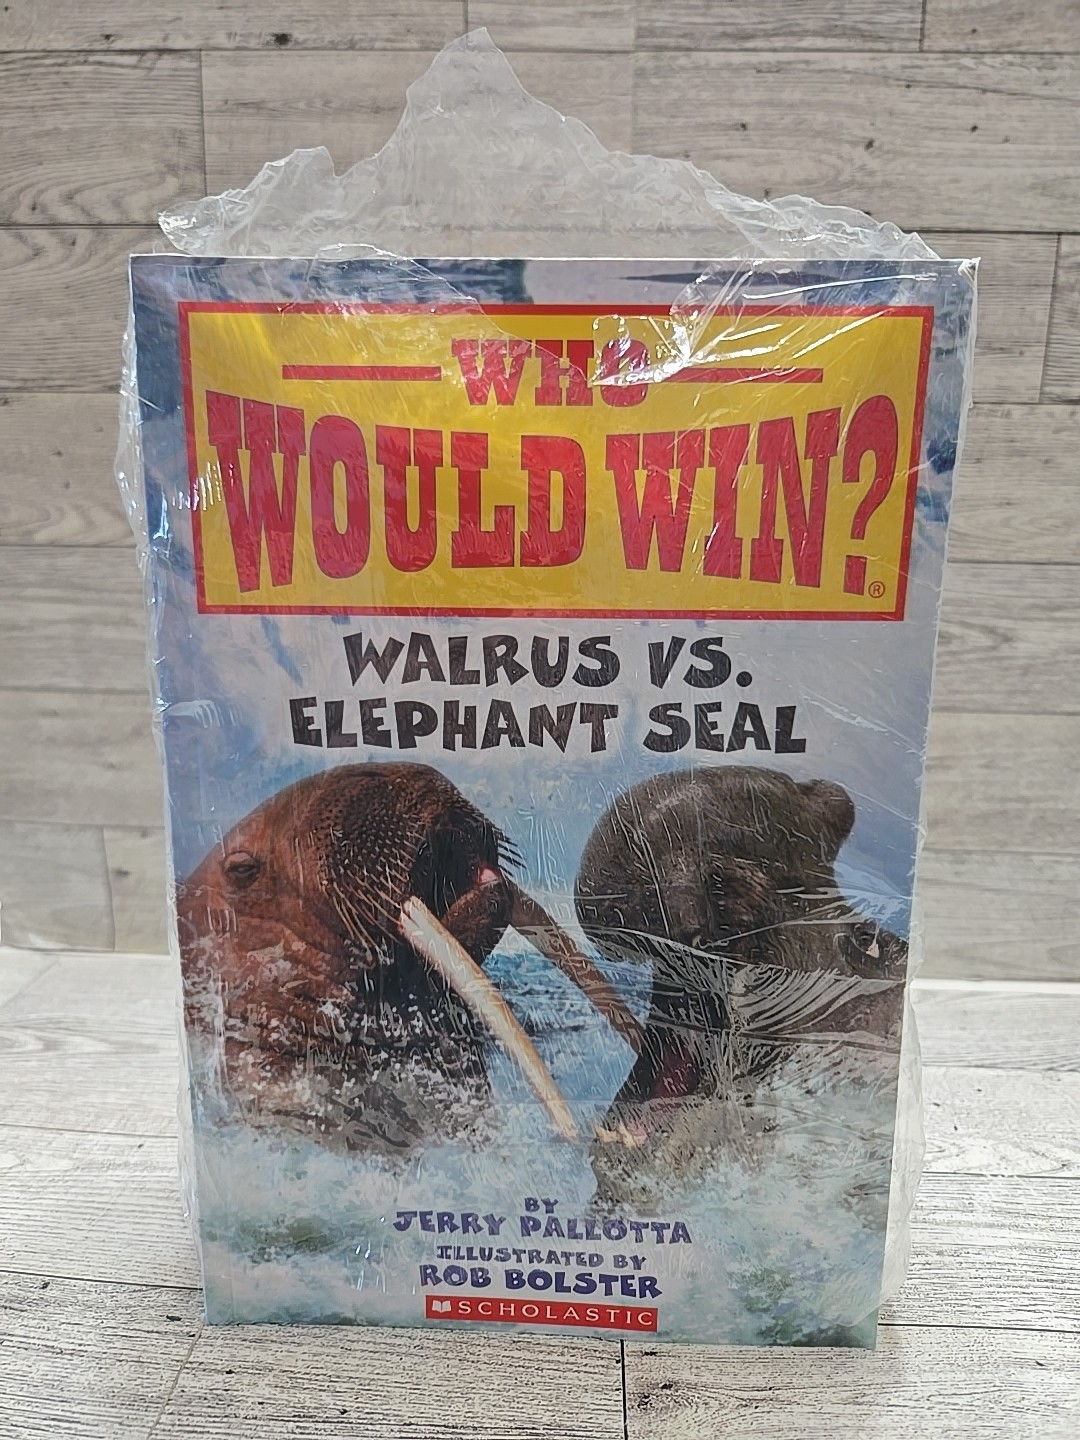 WHO
WOULD WIN?®
WALRUS VS.
ELEPHANT SEAL
BY
JERRY PALLOTTA
ILLUSTRATED BY
ROB BOLSTER
SCHOLASTIC